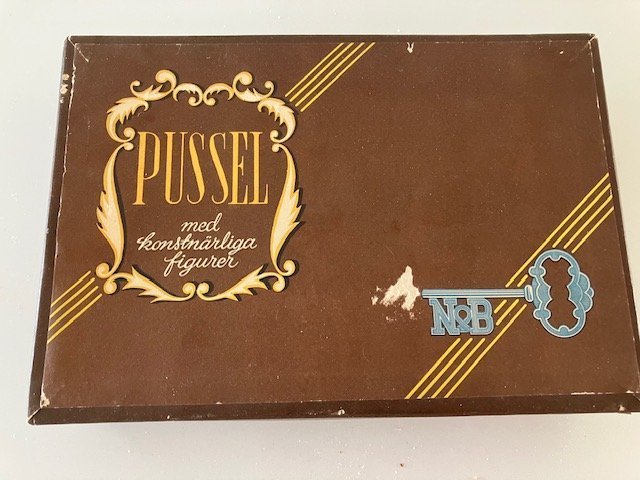 PUSSEL
med
konstnärliga
figurer
N&B